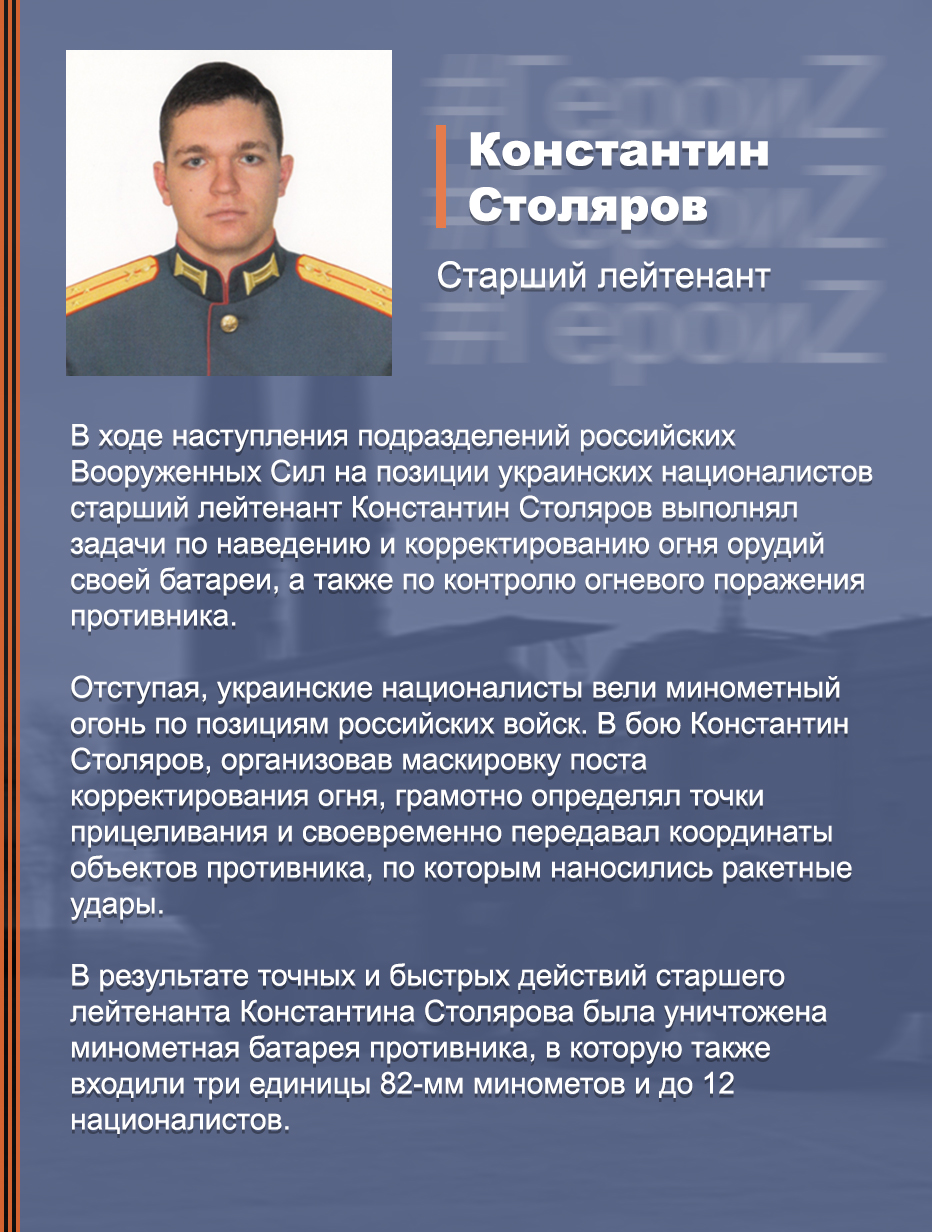 #ГероиZ
Константин
#ГероиZ
Столяров
Старший лейтенант
#ГероиZ
В ходе наступления подразделений российских
Вооруженных Сил на позиции украинских националистов
старший лейтенант Константин Столяров выполнял
задачи по наведению и корректированию огня орудий
своей батареи, а также по контролю огневого поражения
противника.
Отступая, украинские националисты вели минометный
огонь по позициям российских войск. В бою Константин
Столяров, организовав маскировку поста
корректирования огня, грамотно определял точки
прицеливания и своевременно передавал координаты
объектов противника, по которым наносились ракетные
удары.
В результате точных и быстрых действий старшего
лейтенанта Константина Столярова была уничтожена
минометная батарея противника, в которую также
входили три единицы 82-мм минометов и до 12
националистов.